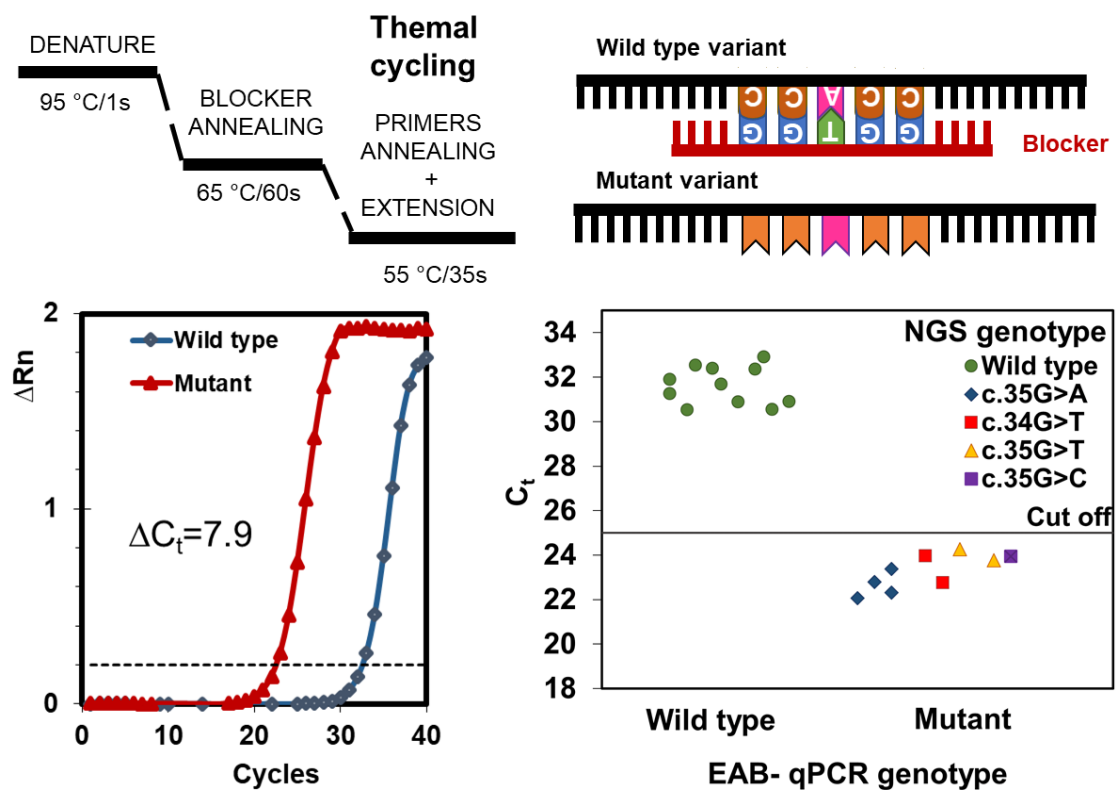 DENATURE
95 °C/1s
BLOCKER
ANNEALING
65 °C/60s
Themal
cycling
PRIMERS
ANNEALING
+
EXTENSION
55 °C/35s
Wild type variant
C C A C C
G G T G G
Blocker
Mutant variant
ΔRn
2
1
0
Wild type
Mutant
ΔCt=7.9
0 10 20 30 40
Cycles
Ct
34
32
30
28
26
24
22
20
18
NGS genotype
Wild type
c.35G>A
c.34G>T
c.35G>T
c.35G>C
Cut off
Wild type Mutant
EAB- qPCR genotype